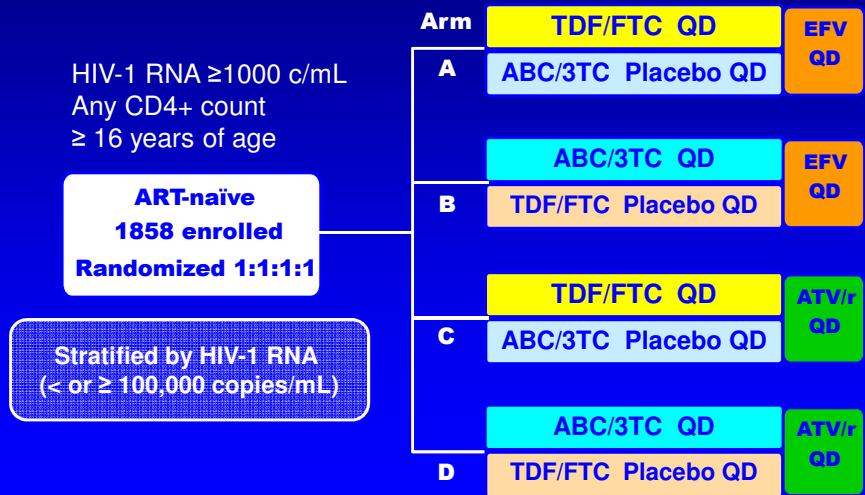 HIV-1 RNA ≥1000 c/mL
Any CD4+ count
≥ 16 years of age
ART-naïve
1858 enrolled
Randomized 1:1:1:1
Stratified by HIV-1 RNA
(< or ≥ 100,000 copies/mL)
Arm
A
TDF/FTC QD
ABC/3TC Placebo QD
EFV
QD
B
ABC/3TC QD
TDF/FTC Placebo QD
EFV
QD
C
TDF/FTC QD
ABC/3TC Placebo QD
ATV/r
QD
D
ABC/3TC QD
TDF/FTC Placebo QD
ATV/r
QD